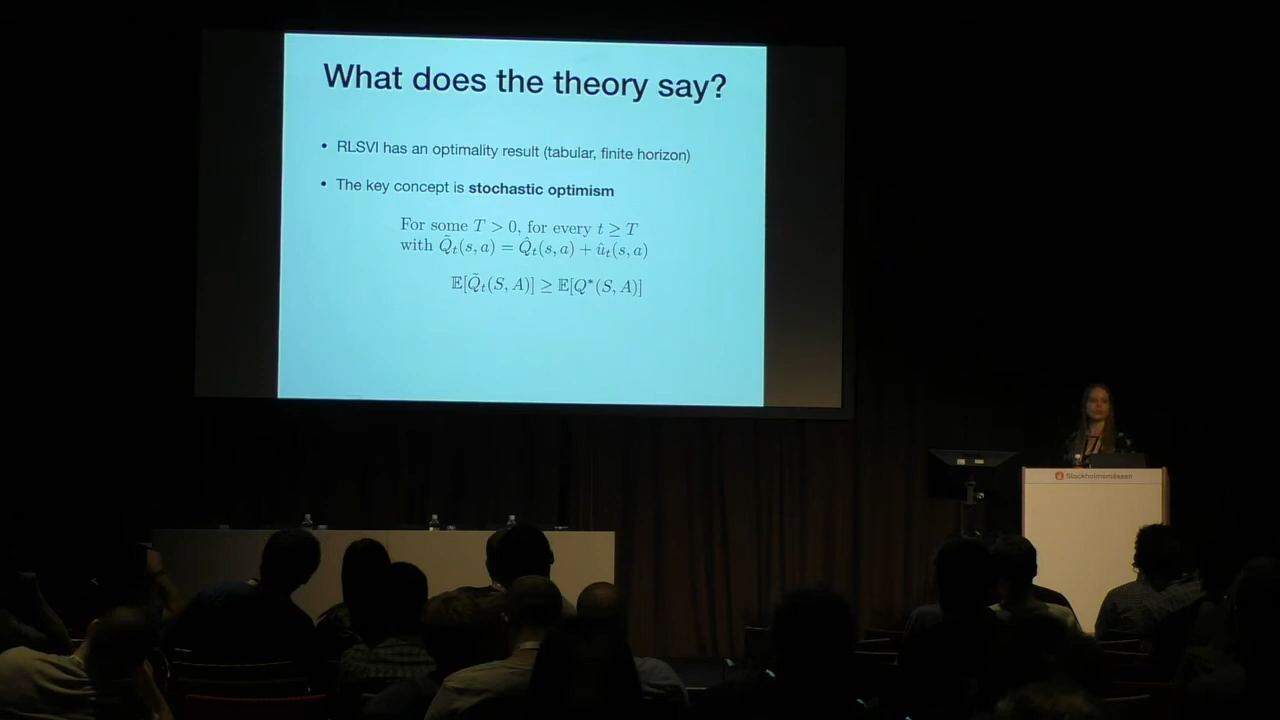 What does the theory say?
• RLSVI has an optimality result (tabular, finite horizon)
• The key concept is stochastic optimism
For some T > 0, for every t ≥ T
with Q̃ₜ(s, a) = Q̂ₜ(s, a) + ûₜ(s, a)
𝔼[Q̃ₜ(S, A)] ≥ 𝔼[Q*(S, A)]
Stockholmsmässan